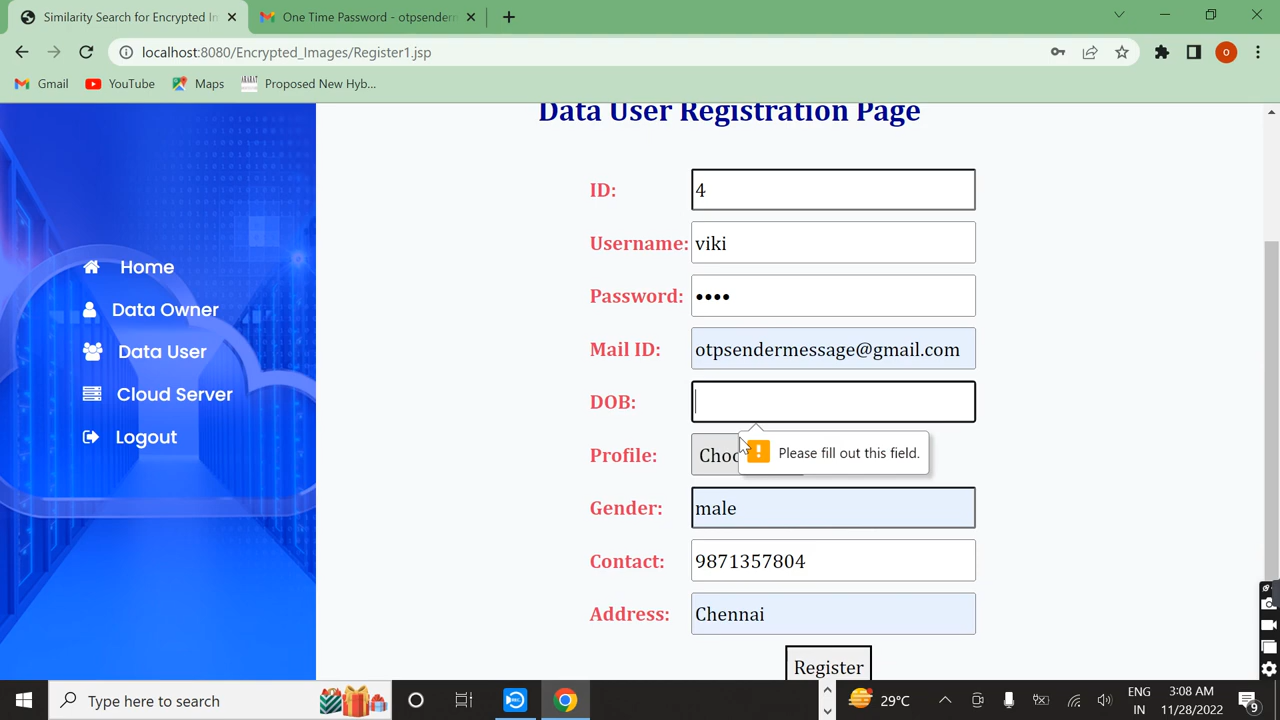 Similarity Search for Encrypted Im
One Time Password - otpsender
localhost:8080/Encrypted_Images/Register1.jsp
O
Gmail
YouTube
Maps
Proposed New Hyb...
Data User Registration Page
Home
Data Owner
Data User
Cloud Server
Logout
ID: 4
Username: viki
Password: ••••
Mail ID: otpsendermessage@gmail.com
DOB:
Please fill out this field.
Profile: Choo
Gender: male
Contact: 9871357804
Address: Chennai
Register
Type here to search
29°C
ENG
IN
3:08 AM
11/28/2022
9